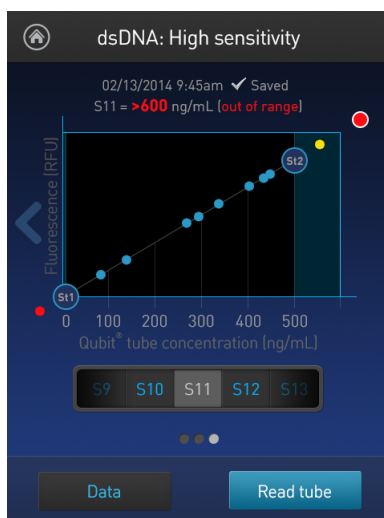 dsDNA: High sensitivity
02/13/2014 9:45am ✓ Saved
S11 = >600 ng/mL (out of range)
Fluorescence (RFU)
St2
St1
0 100 200 300 400 500
Qubit® tube concentration (ng/mL)
S9 S10 S11 S12 S13
Data Read tube